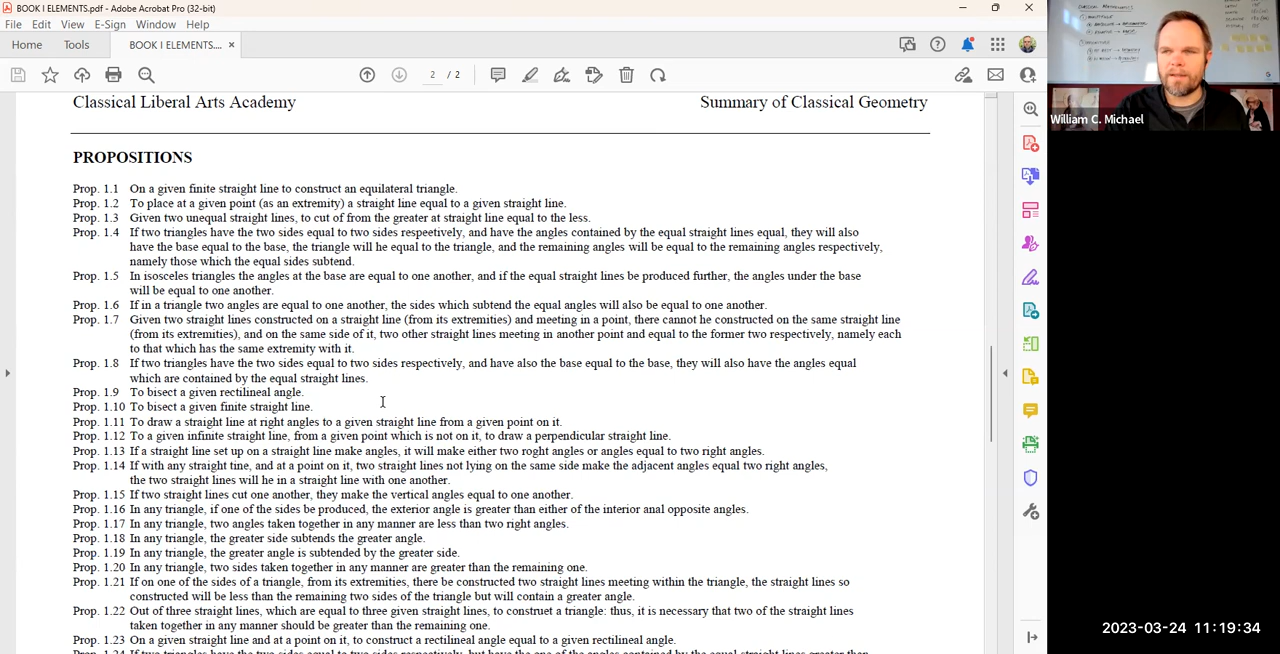 BOOK I ELEMENTS.pdf - Adobe Acrobat Pro (32-bit)
File Edit View E-Sign Window Help
Home Tools BOOK I ELEMENTS....
2 / 2
Classical Liberal Arts Academy Summary of Classical Geometry
PROPOSITIONS
Prop. 1.1 On a given finite straight line to construct an equilateral triangle.
Prop. 1.2 To place at a given point (as an extremity) a straight line equal to a given straight line.
Prop. 1.3 Given two unequal straight lines, to cut of from the greater at straight line equal to the less.
Prop. 1.4 If two triangles have the two sides equal to two sides respeetively, and have the angles contained by the equal straight lines equal, they will also
have the base equal to the base, the triangle will he equal to the triangle, and the remaining angles will be equal to the remaining angles respectively,
namely those which the equal sides subtend.
Prop. 1.5 In isosceles triangles the angles at the base are equal to one another, and if the equal straight lines be produced further, the angles under the base
will be equal to one another.
Prop. 1.6 If in a triangle two angles are equal to one another, the sides which subtend the equal angles will also be equal to one another.
Prop. 1.7 Given two straight lines constructed on a straight line (from its extremities) and meeting in a point, there cannot he constructed on the same straight line
(from its extremities), and on the same side of it, two other straight lines meeting in another point and equal to the former two respectively, namely each
to that which has the same extremity with it.
Prop. 1.8 If two triangles have the two sides equal to two sides respectively, and have also the base equal to the base, they will also have the angles equal
which are contained by the equal straight lines.
Prop. 1.9 To bisect a given rectilineal angle.
Prop. 1.10 To bisect a given finite straight line.
Prop. 1.11 To draw a straight line at right angles to a given straight line from a given point on it.
Prop. 1.12 To a given infinite straight line, from a given point which is not on it, to draw a perpendicular straight line.
Prop. 1.13 If a straight line set up on a straight line make angles, it will make either two roght angles or angles equal to two right angles.
Prop. 1.14 If with any straight tine, and at a point on it, two straight lines not lying on the same side make the adjacent angles equal two right angles,
the two straight lines will he in a straight line with one another.
Prop. 1.15 If two straight lines cut one another, they make the vertical angles equal to one another.
Prop. 1.16 In any triangle, if one of the sides be produced, the exterior angle is greater than either of the interior anal opposite angles.
Prop. 1.17 In any triangle, two angles taken together in any manner are less than two right angles.
Prop. 1.18 In any triangle, the greater side subtends the greater angle.
Prop. 1.19 In any triangle, the greater angle is subtended by the greater side.
Prop. 1.20 In any triangle, two sides taken together in any manner are greater than the remaining one.
Prop. 1.21 If on one of the sides of a triangle, from its extremities, there be constructed two straight lines meeting within the triangle, the straight lines so
constructed will be less than the remaining two sides of the triangle but will contain a greater angle.
Prop. 1.22 Out of three straight lines, which are equal to three given straight lines, to construct a triangle: thus, it is necessary that two of the straight lines
taken together in any manner should be greater than the remaining one.
Prop. 1.23 On a given straight line and at a point on it, to construct a rectilineal angle equal to a given rectilineal angle.
Prop. 1.24 If two triangles have the two sides equal to two sides respectively, but have the one of the angles contained by the equal straight lines greater than
William C. Michael
2023-03-24 11:19:34